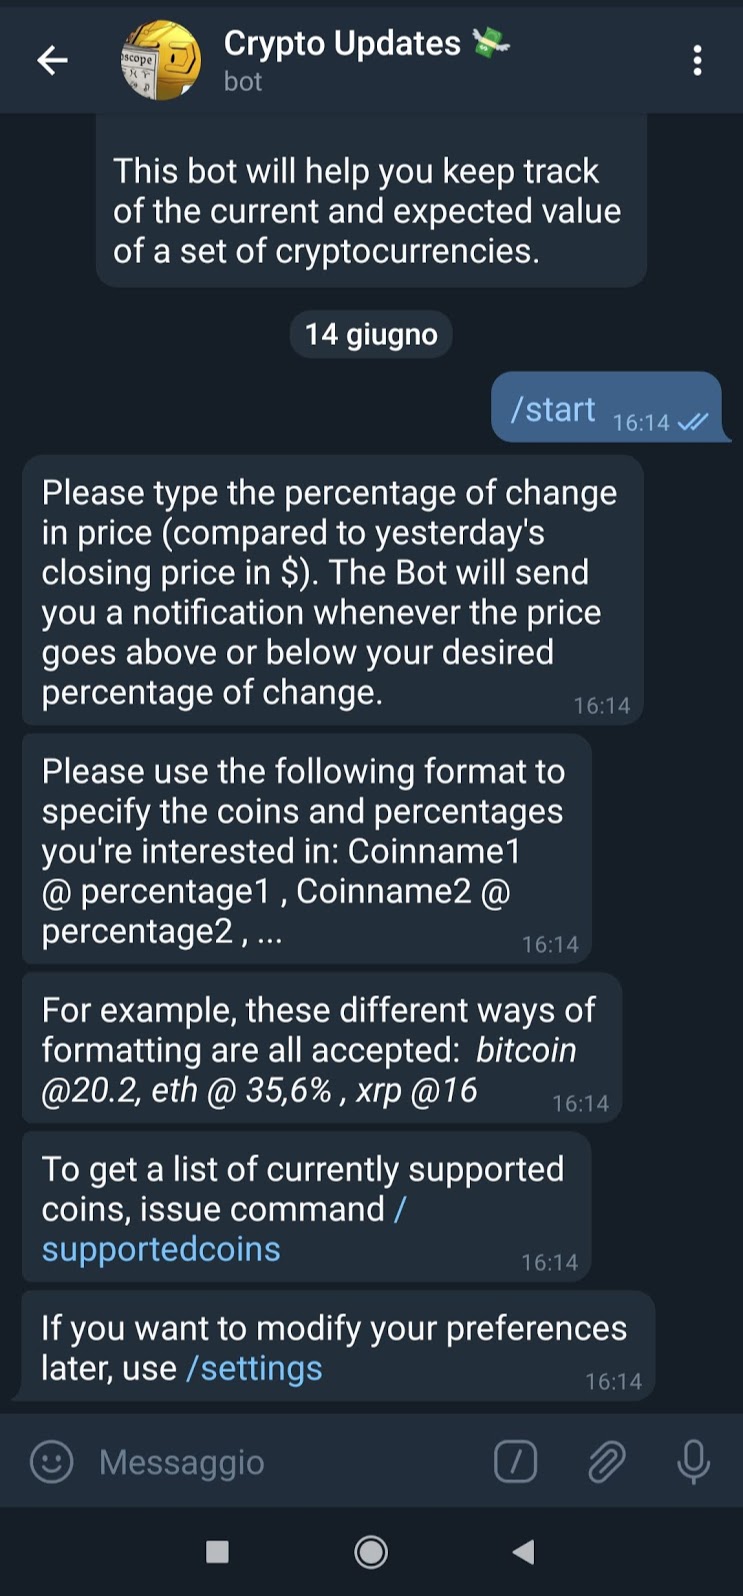 Crypto Updates 💸
bot
scope
This bot will help you keep track
of the current and expected value
of a set of cryptocurrencies.
14 giugno
/start 16:14
Please type the percentage of change
in price (compared to yesterday's
closing price in $). The Bot will send
you a notification whenever the price
goes above or below your desired
percentage of change. 16:14
Please use the following format to
specify the coins and percentages
you're interested in: Coinname1
@ percentage1 , Coinname2 @
percentage2 , ... 16:14
For example, these different ways of
formatting are all accepted: bitcoin
@20.2, eth @ 35,6% , xrp @16 16:14
To get a list of currently supported
coins, issue command /
supportedcoins 16:14
If you want to modify your preferences
later, use /settings 16:14
Messaggio